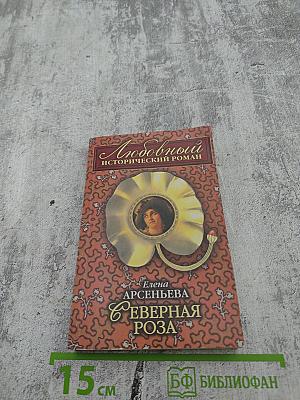 Любовный
ИСТОРИЧЕСКИЙ РОМАН
Елена
АРСЕНЬЕВА
СЕВЕРНАЯ
РОЗА
15 см
БФ БИБЛИОФАН